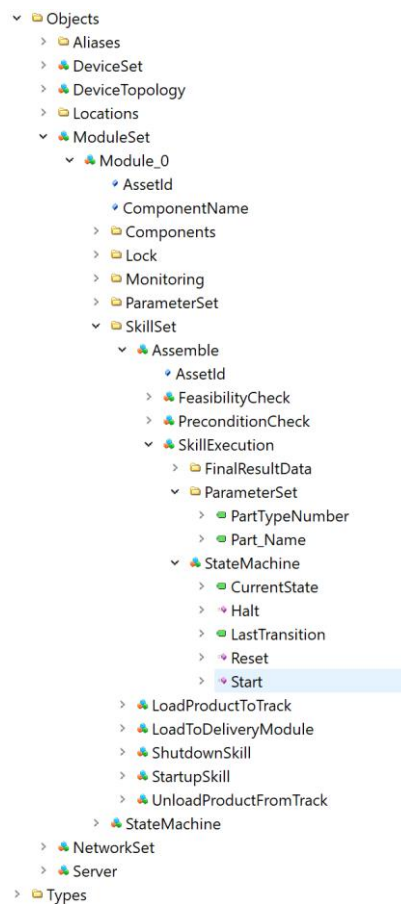 Objects
Aliases
DeviceSet
DeviceTopology
Locations
ModuleSet
Module_0
AssetId
ComponentName
Components
Lock
Monitoring
ParameterSet
SkillSet
Assemble
AssetId
FeasibilityCheck
PreconditionCheck
SkillExecution
FinalResultData
ParameterSet
PartTypeNumber
Part_Name
StateMachine
CurrentState
Halt
LastTransition
Reset
Start
LoadProductToTrack
LoadToDeliveryModule
ShutdownSkill
StartupSkill
UnloadProductFromTrack
StateMachine
NetworkSet
Server
Types